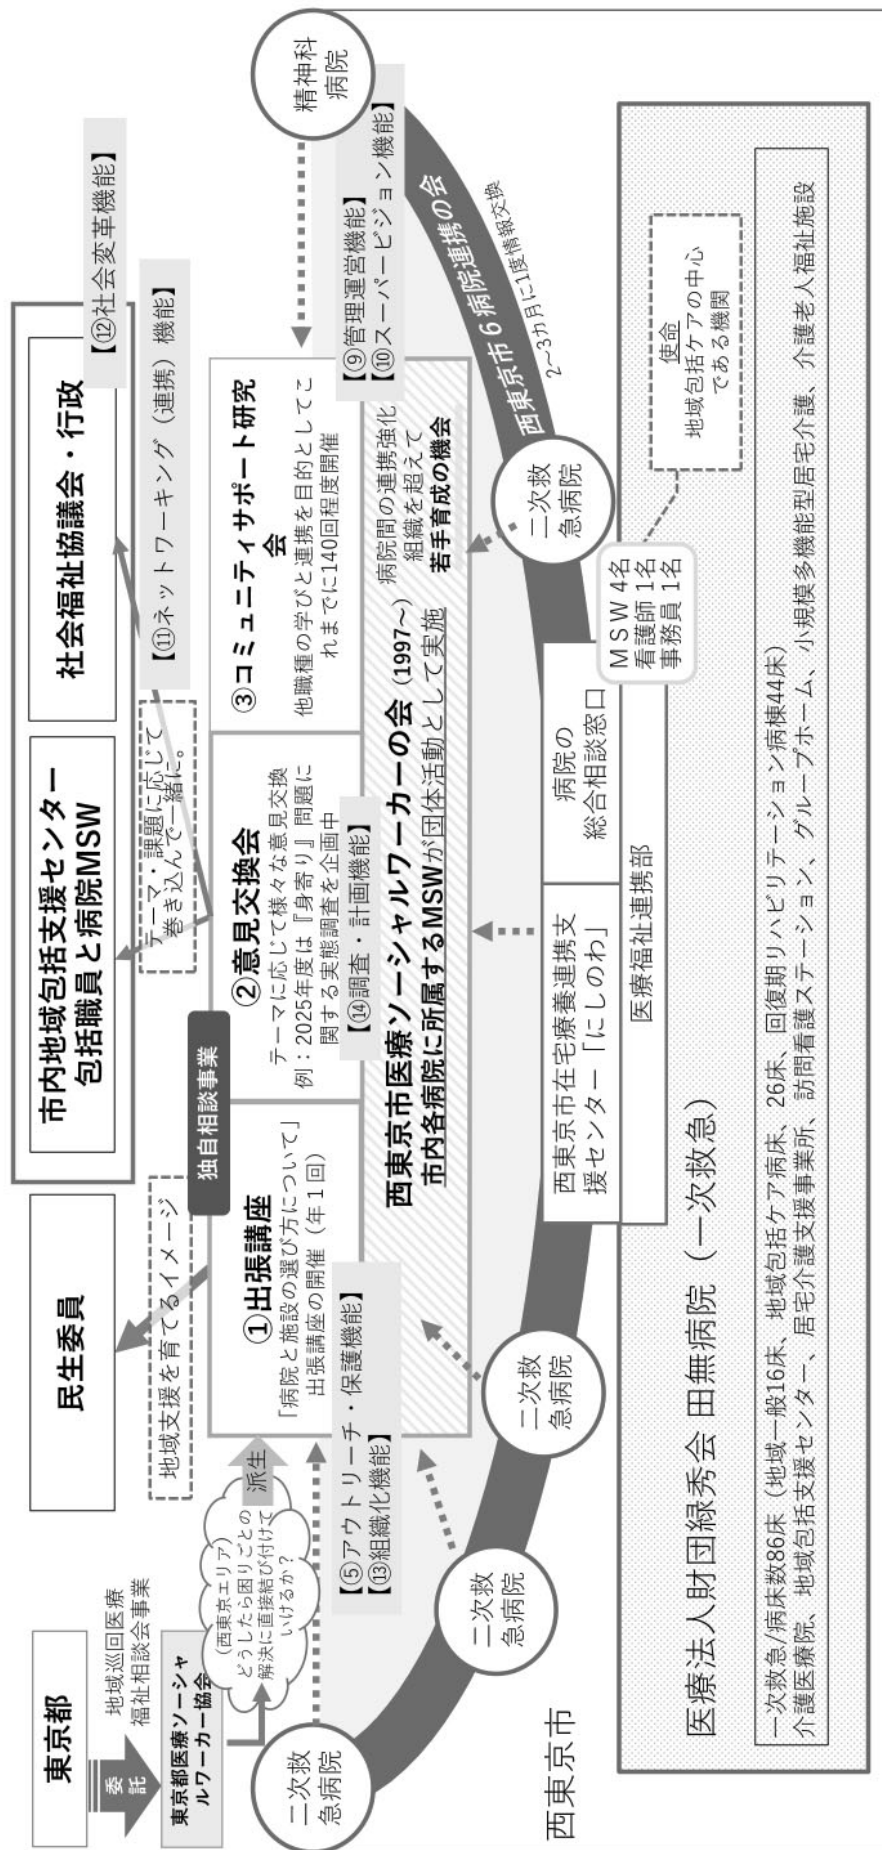 東京都
委託
地域巡回医療
福祉相談会事業
東京都医療ソーシャ
ルワーカー協会
(西東京エリア)
どうしたら困りごとの
解決に直接結び付けて
いけるか?
派生
民生委員
地域支援を育てるイメージ
市内地域包括支援センター
包括職員と病院MSW
社会福祉協議会・行政
【⑫社会変革機能】
テーマ・課題に応じて
巻き込んで一緒に。
【⑪ネットワーキング(連携)機能】
独自相談事業
①出張講座
「病院と施設の選び方について」
出張講座の開催(年1回)
【⑤アウトリーチ・保護機能】
【⑬組織化機能】
②意見交換会
テーマに応じて様々な意見交換
例:2025年度は『身寄り』問題に
関する実態調査を企画中
【⑭調査・計画機能】
③コミュニティサポート研究
会
他職種の学びと連携を目的としてこ
れまでに140回程度開催
【⑨管理運営機能】
【⑩スーパービジョン機能】
西東京市医療ソーシャルワーカーの会(1997~)
市内各病院に所属するMSWが団体活動として実施
病院間の連携強化
組織を超えて
若手育成の機会
精神科
病院
西東京市6病院連携の会
2~3カ月に1度情報交換
二次救
急病院
二次救
急病院
二次救
急病院
二次救
急病院
西東京市在宅療養連携支
援センター「にしのわ」
病院の
総合相談窓口
医療福祉連携部
MSW 4名
看護師 1名
事務員 1名
使命
地域包括ケアの中心
である機関
西東京市
医療法人財団緑秀会 田無病院(一次救急)
一次救急/病床数86床(地域一般16床、地域包括ケア病床、26床、回復期リハビリテーション病棟44床)
介護医療院、地域包括支援センター、居宅介護支援事業所、訪問看護ステーション、グループホーム、小規模多機能型居宅介護、介護老人福祉施設